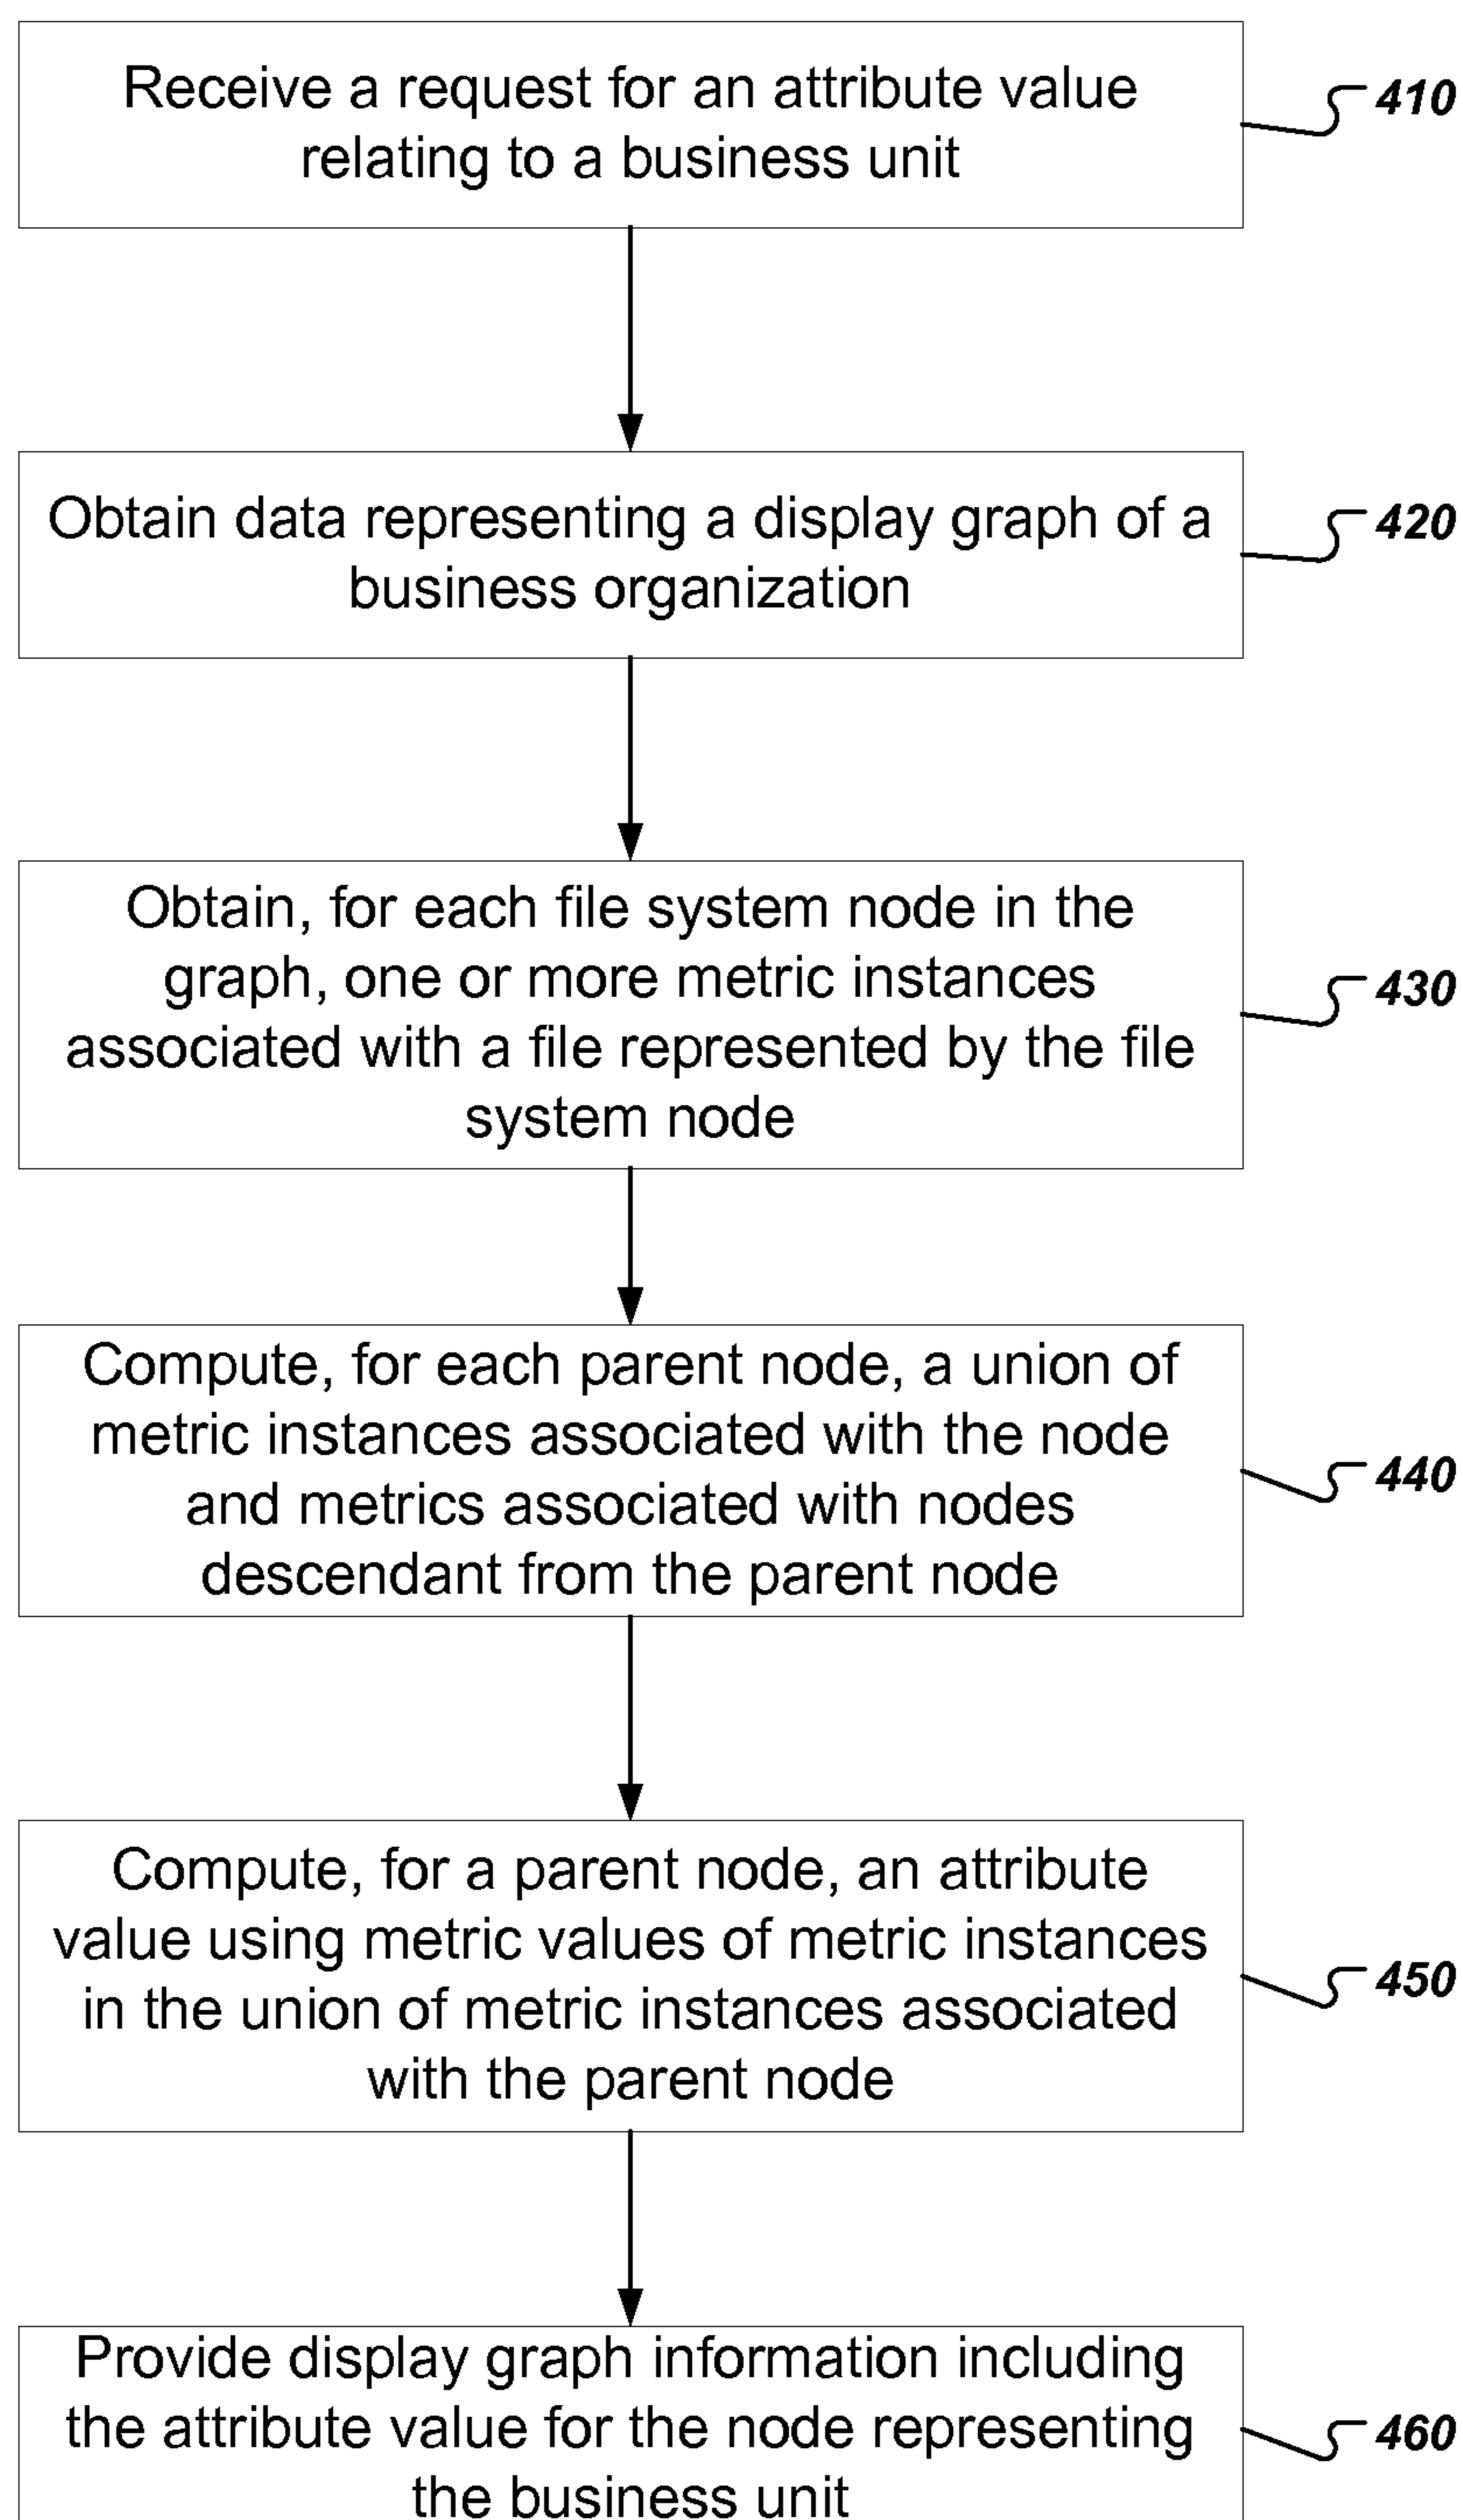 Receive a request for an attribute value
relating to a business unit
410
Obtain data representing a display graph of a
business organization
420
Obtain, for each file system node in the
graph, one or more metric instances
associated with a file represented by the file
system node
430
Compute, for each parent node, a union of
metric instances associated with the node
and metrics associated with nodes
descendant from the parent node
440
Compute, for a parent node, an attribute
value using metric values of metric instances
in the union of metric instances associated
with the parent node
450
Provide display graph information including
the attribute value for the node representing
the business unit
460